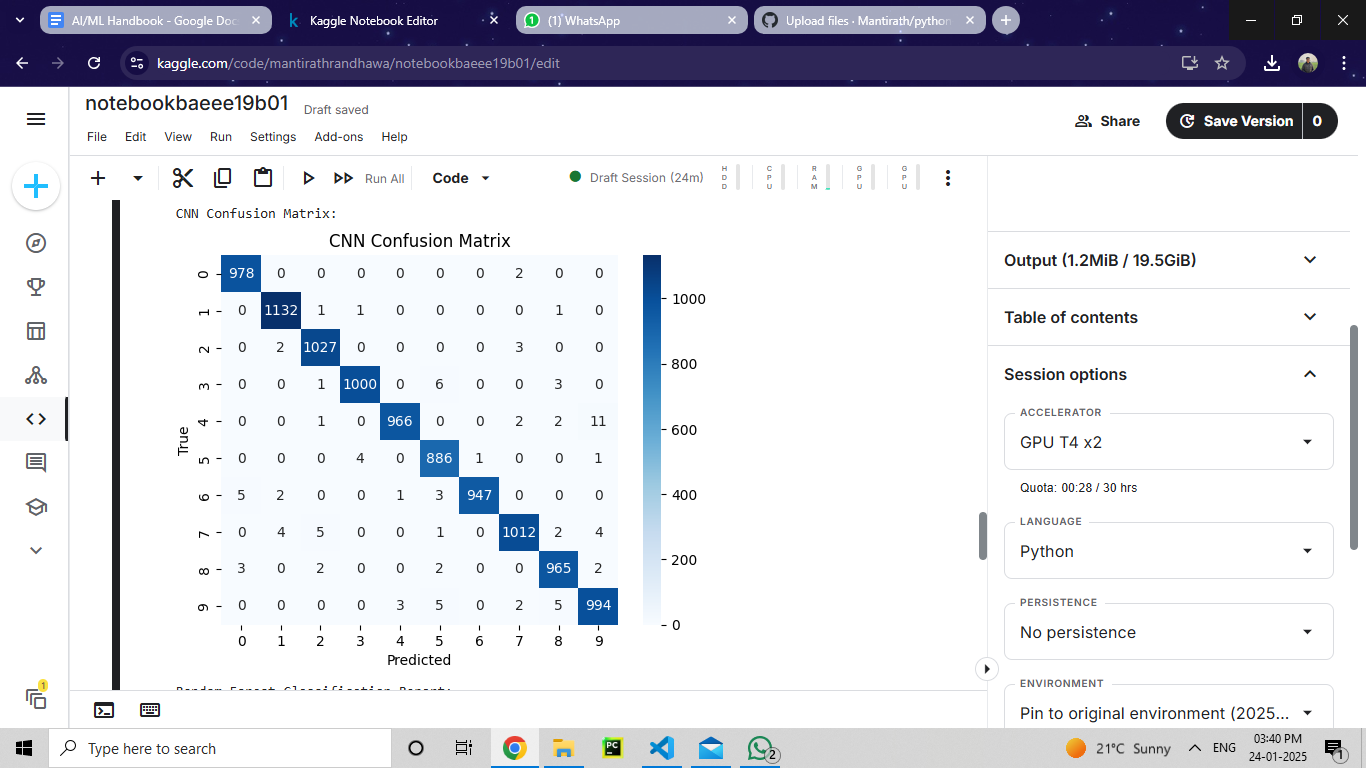 AI/ML Handbook - Google Doc
Kaggle Notebook Editor
(1) WhatsApp
Upload files · Mantirath/python
kaggle.com/code/mantirathrandhawa/notebookbaeee19b01/edit
notebookbaeee19b01
Draft saved
File Edit View Run Settings Add-ons Help
Share
Save Version 0
Run All
Code
Draft Session (24m)
HDD
CPU
RAM
GPU
GPU
CNN Confusion Matrix:
CNN Confusion Matrix
0 978 0 0 0 0 0 0 2 0 0
1 0 1132 1 1 0 0 0 0 1 0
2 0 2 1027 0 0 0 0 3 0 0
3 0 0 1 1000 0 6 0 0 3 0
4 0 0 1 0 966 0 0 2 2 11
5 0 0 0 4 0 886 1 0 0 1
6 5 2 0 0 1 3 947 0 0 0
7 0 4 5 0 0 1 0 1012 2 4
8 3 0 2 0 0 2 0 0 965 2
9 0 0 0 0 3 5 0 2 5 994
0 1 2 3 4 5 6 7 8 9
True
Predicted
1000
800
600
400
200
0
Random Forest Classification Report:
Output (1.2MiB / 19.5GiB)
Table of contents
Session options
ACCELERATOR
GPU T4 x2
Quota: 00:28 / 30 hrs
LANGUAGE
Python
PERSISTENCE
No persistence
ENVIRONMENT
Pin to original environment (2025...
1
Type here to search
PC
2
21°C Sunny
ENG
03:40 PM
24-01-2025
1